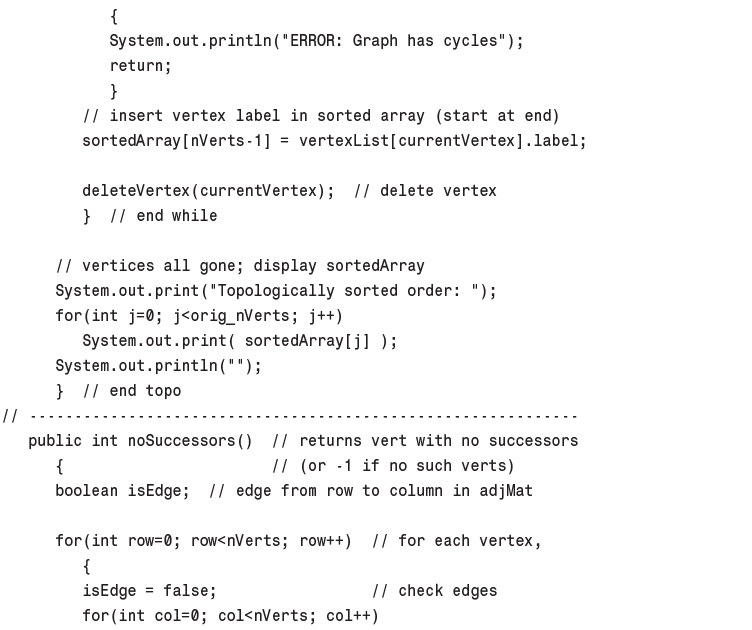 {
            System.out.println("ERROR: Graph has cycles");
            return;
            }
         // insert vertex label in sorted array (start at end)
         sortedArray[nVerts-1] = vertexList[currentVertex].label;

         deleteVertex(currentVertex);  // delete vertex
         }  // end while

      // vertices all gone; display sortedArray
      System.out.print("Topologically sorted order: ");
      for(int j=0; j<orig_nVerts; j++)
         System.out.print( sortedArray[j] );
      System.out.println("");
      }  // end topo
// -------------------------------------------------------------
   public int noSuccessors()  // returns vert with no successors
      {                       // (or -1 if no such verts)
      boolean isEdge;  // edge from row to column in adjMat

      for(int row=0; row<nVerts; row++)  // for each vertex,
         {
         isEdge = false;                 // check edges
         for(int col=0; col<nVerts; col++)